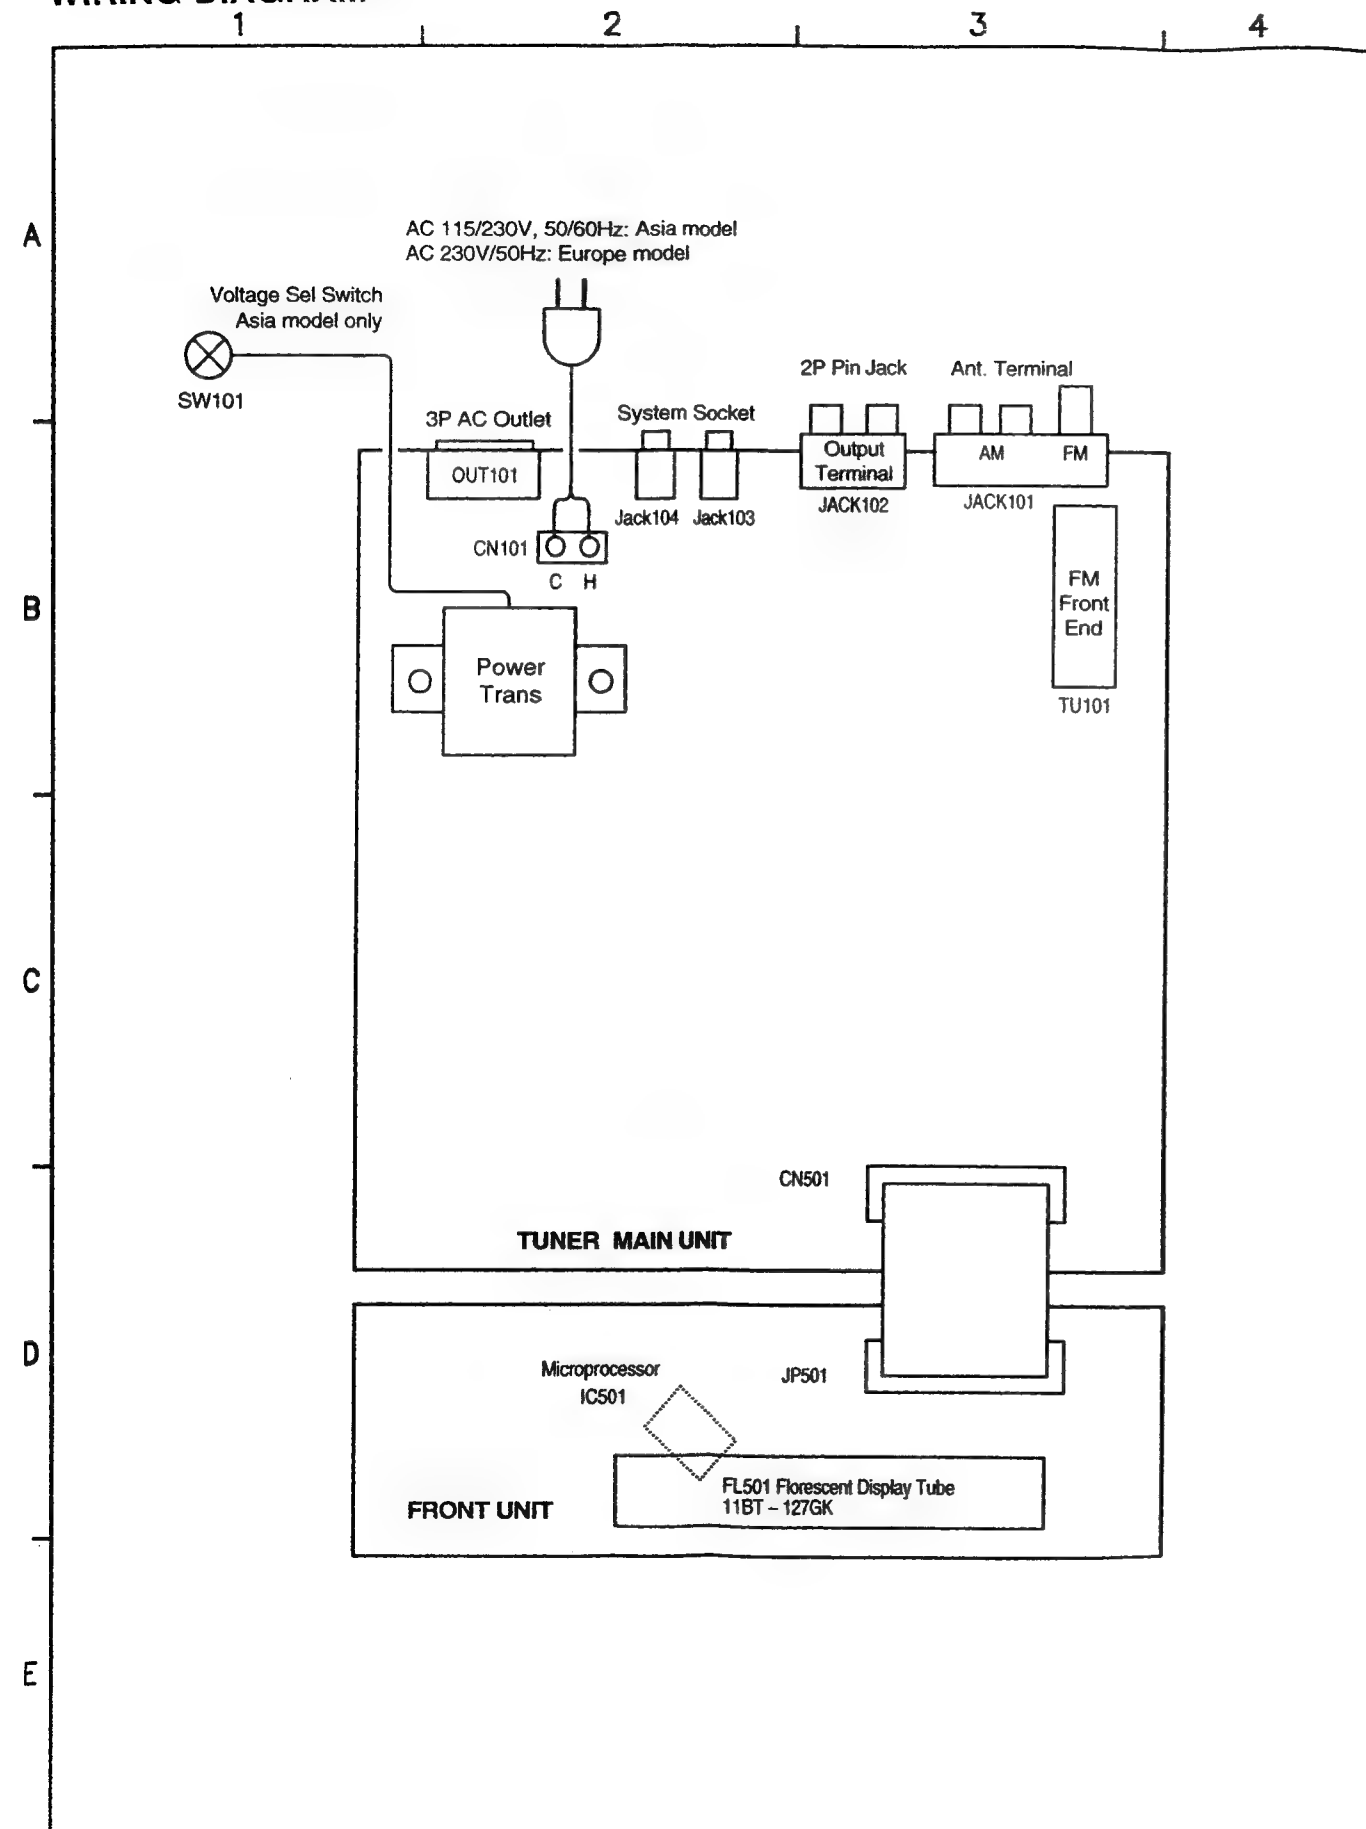 WIRING DIAGRAM
1 2 3 4
A
AC 115/230V, 50/60Hz: Asia model
AC 230V/50Hz: Europe model
Voltage Sel Switch
Asia model only
SW101
2P Pin Jack
Ant. Terminal
3P AC Outlet
System Socket
OUT101
Output
Terminal
AM
FM
Jack104
Jack103
JACK102
JACK101
CN101
C H
B
FM
Front
End
Power
Trans
TU101
C
CN501
TUNER MAIN UNIT
D
Microprocessor
IC501
JP501
FL501 Florescent Display Tube
11BT – 127GK
FRONT UNIT
E